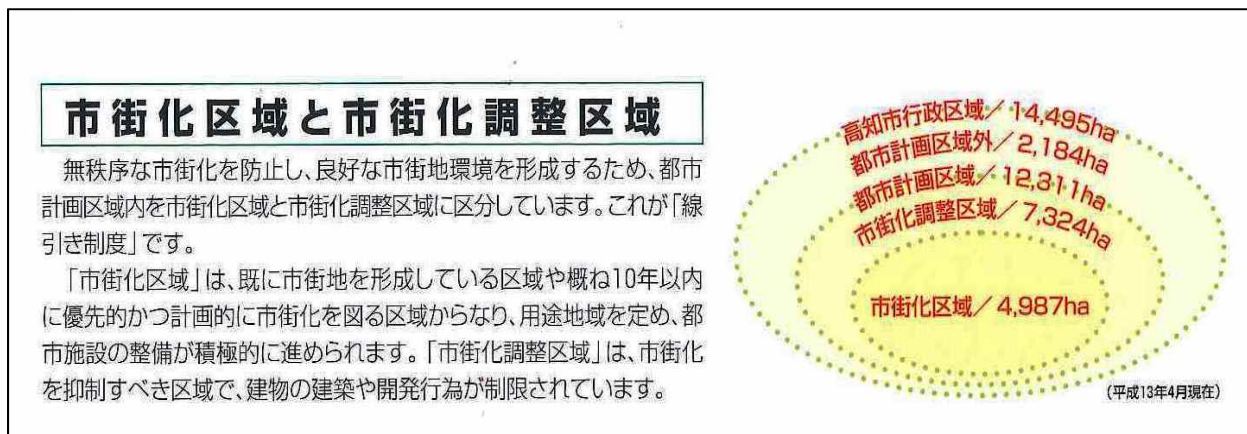 市街化区域と市街化調整区域
無秩序な市街化を防止し、良好な市街地環境を形成するため、都市
計画区域内を市街化区域と市街化調整区域に区分しています。これが「線
引き制度」です。
「市街化区域」は、既に市街地を形成している区域や概ね10年以内
に優先的かつ計画的に市街化を図る区域からなり、用途地域を定め、都
市施設の整備が積極的に進められます。「市街化調整区域」は、市街化
を抑制すべき区域で、建物の建築や開発行為が制限されています。
高知市行政区域/14,495ha
都市計画区域外/2,184ha
都市計画区域/12,311ha
市街化調整区域/7,324ha
市街化区域/4,987ha
(平成13年4月現在)